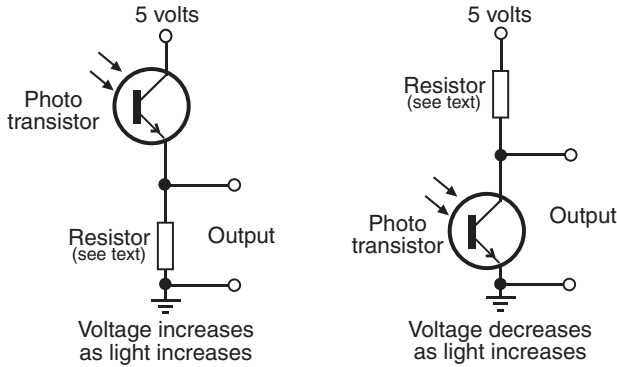 5 volts
Photo
transistor
Resistor
(see text)
Output
Voltage increases
as light increases
5 volts
Resistor
(see text)
Photo
transistor
Output
Voltage decreases
as light increases